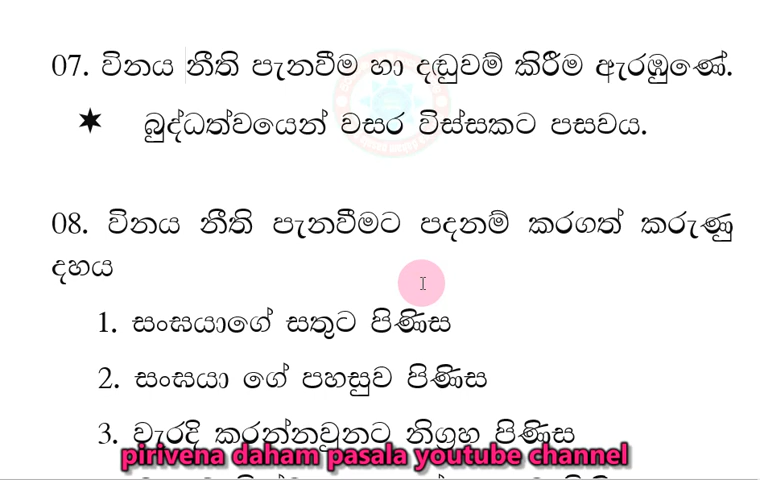 07. විනය නීති පැනවීම හා දඬුවම් කිරීම ඇරඹුණේ.
✶ බුද්ධත්වයෙන් වසර විස්සකට පසවය.
08. විනය නීති පැනවීමට පදනම් කරගත් කරුණු
දහය
1. සංඝයාගේ සතුට පිණිස
2. සංඝයා ගේ පහසුව පිණිස
3. වැරදි කරන්නවුනට නිග්‍රහ පිණිස
pirivena daham pasala youtube channel